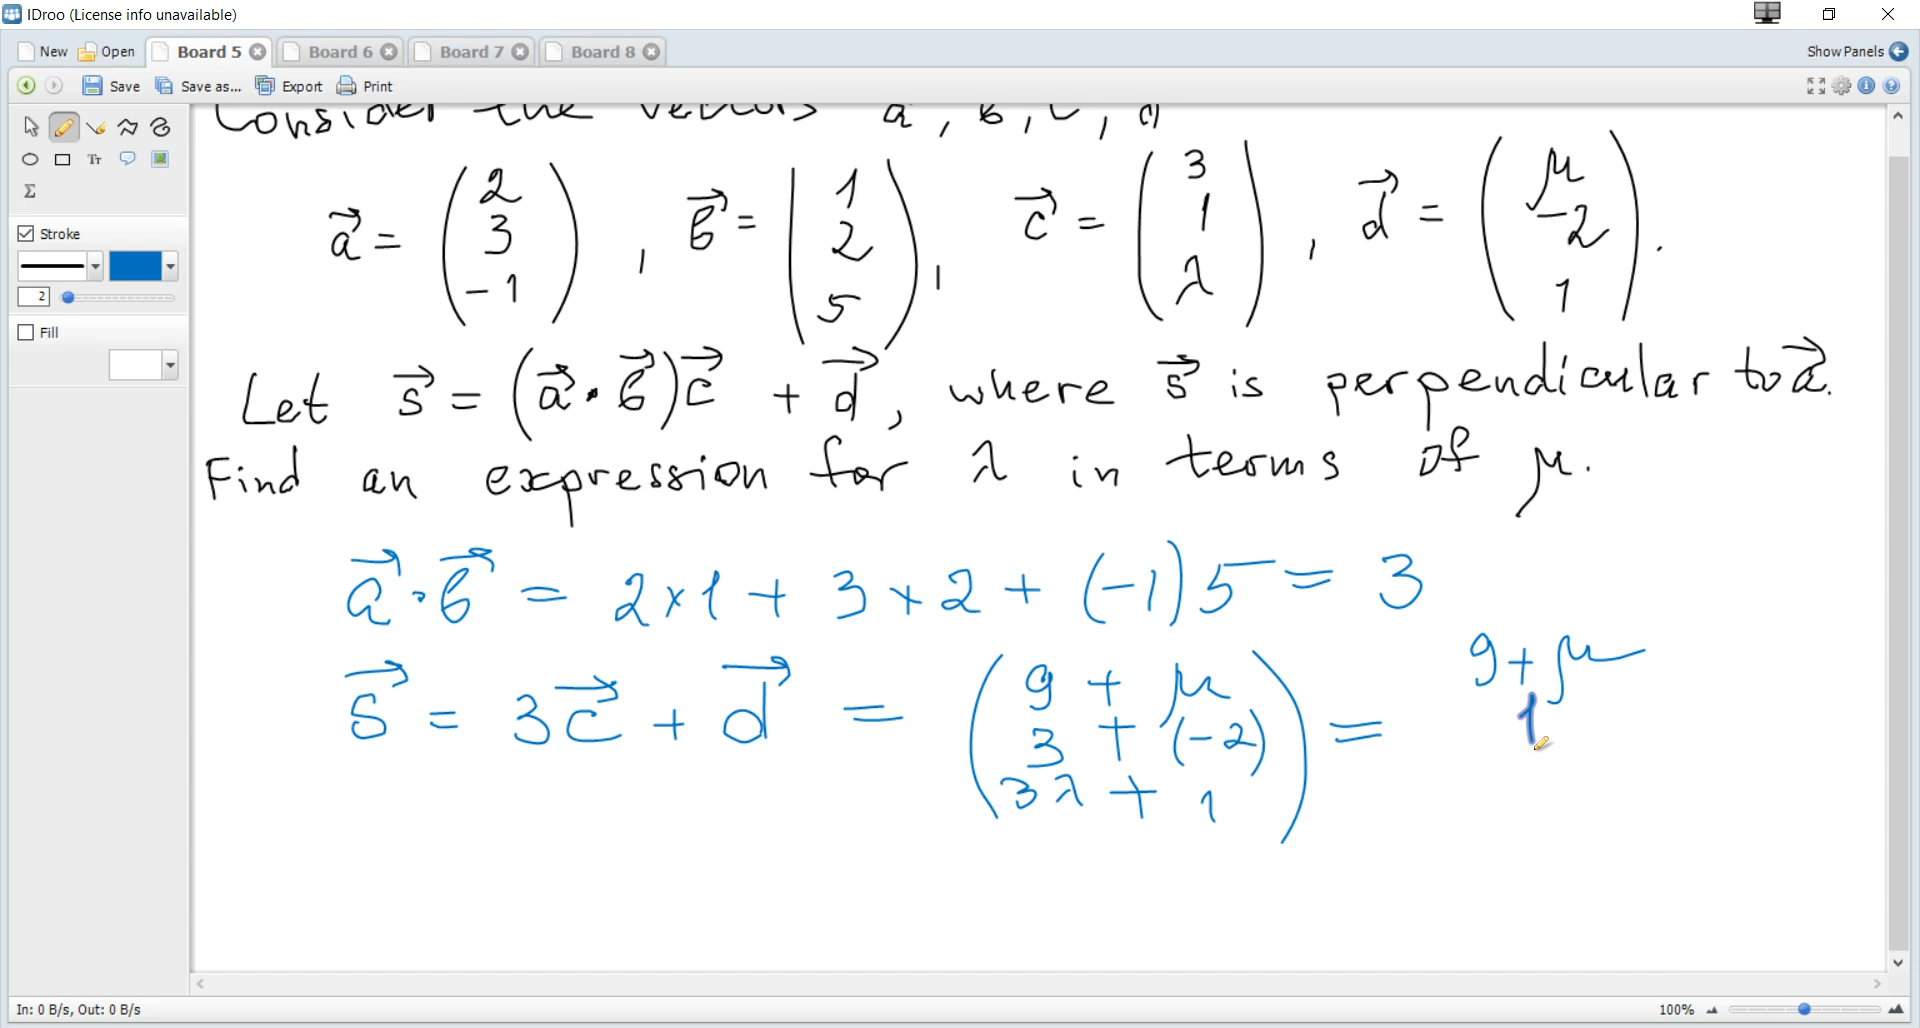 IDroo (License info unavailable)
New Open Board 5 Board 6 Board 7 Board 8 Show Panels
Save Save as... Export Print
Consider the vectors a, b, c, d
Tт
Σ
Stroke
2
Fill
a⃗ = (2 3 -1), b⃗ = (1 2 5), c⃗ = (3 1 λ), d⃗ = (μ -2 1).
Let s⃗ = (a⃗ · b⃗)c⃗ + d⃗, where s⃗ is perpendicular to a⃗.
Find an expression for λ in terms of μ.
a⃗ · b⃗ = 2×1 + 3×2 + (-1)5 = 3
s⃗ = 3c⃗ + d⃗ = (9 + μ 3 + (-2) 3λ + 1) = 9+μ 1
In: 0 B/s, Out: 0 B/s 100%